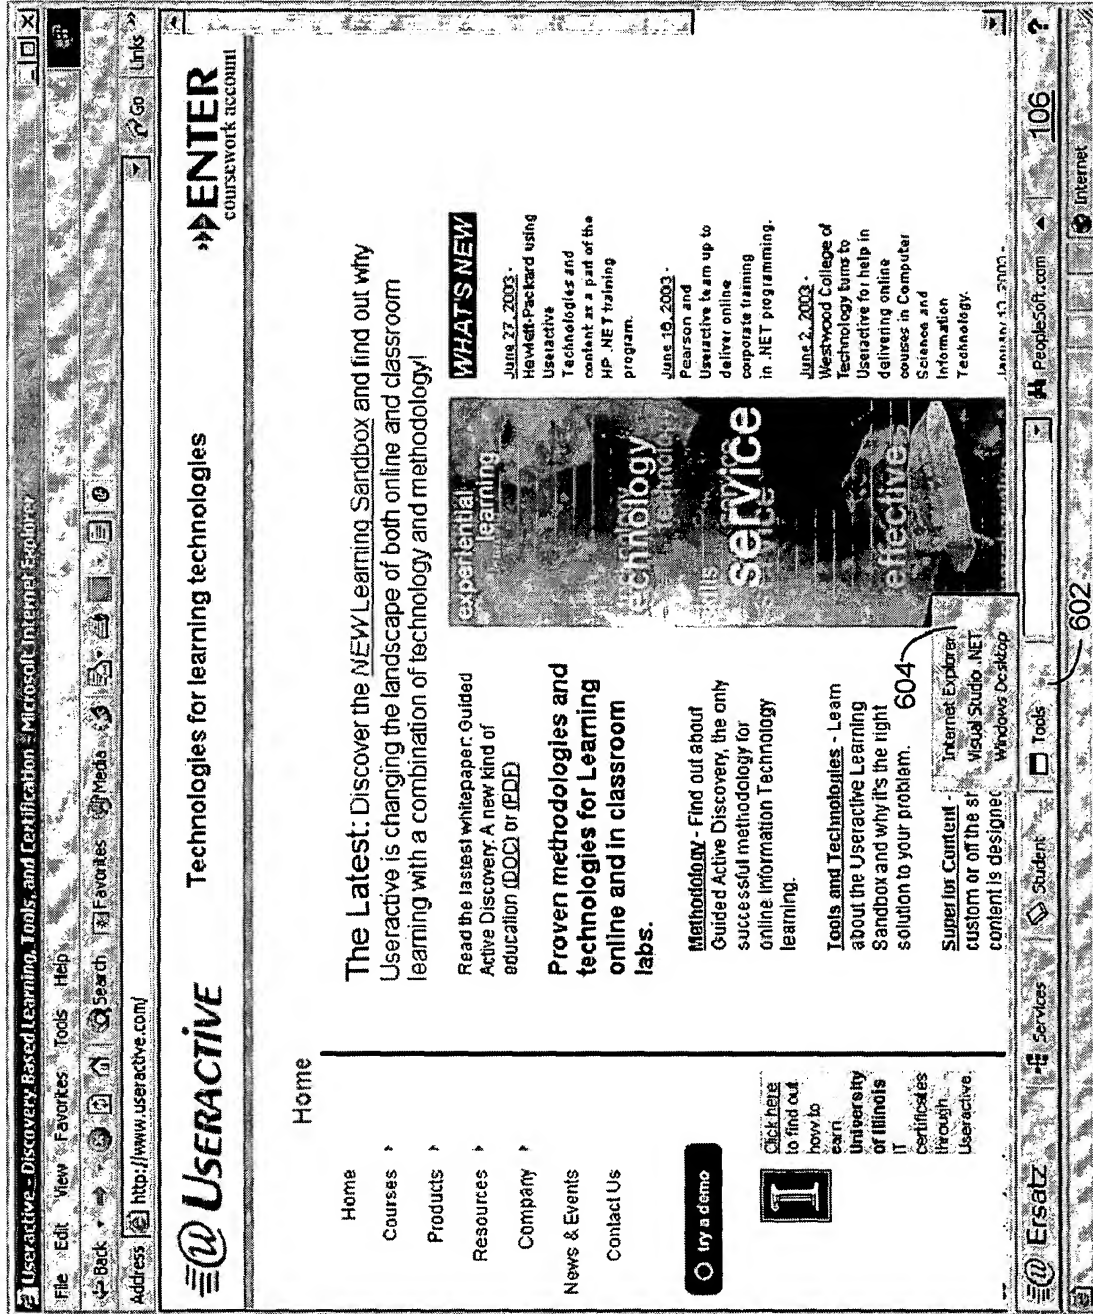 Useractive - Discovery Based Learning, Tools, and Certification - Microsoft Internet Explorer
File Edit View Favorites Tools Help
Back Search Favorites Media
Address http://www.useractive.com/ Go Links »
@ USERACTIVE
Technologies for learning technologies
ENTER
coursework account
Home
Home
Courses
Products
Resources
Company
News & Events
Contact Us
try a demo
I
Click here
to find out
how to
earn
University
of Illinois
IT
certificates
through
Useractive.
The Latest: Discover the NEW Learning Sandbox and find out why
Useractive is changing the landscape of both online and classroom
learning with a combination of technology and methodology!
Read the lastest whitepaper: Guided
Active Discovery: A new kind of
education (DOC) or (PDF)
Proven methodologies and
technologies for Learning
online and in classroom
labs.
Methodology - Find out about
Guided Active Discovery, the only
successful methodology for
online Information Technology
learning.
Tools and Technologies - Learn
about the Useractive Learning
Sandbox and why it's the right
solution to your problem.
Superior Content -
custom or off the sh
content is designed
experiential
learning
technology
service
effective
WHAT'S NEW
June 27, 2003 -
Hewlett-Packard using
Useractive
Technologies and
content as a part of the
HP .NET training
program.
June 16, 2003 -
Pearson and
Useractive team up to
deliver online
corporate training
in .NET programming.
June 2, 2003 -
Westwood College of
Technology turns to
Useractive for help in
delivering online
courses in Computer
Science and
Information
Technology.
604
Internet Explorer
Visual Studio .NET
Windows Desktop
@ Ersatz Services Student Tools Peoplesoft.com 106 ?
602
Internet